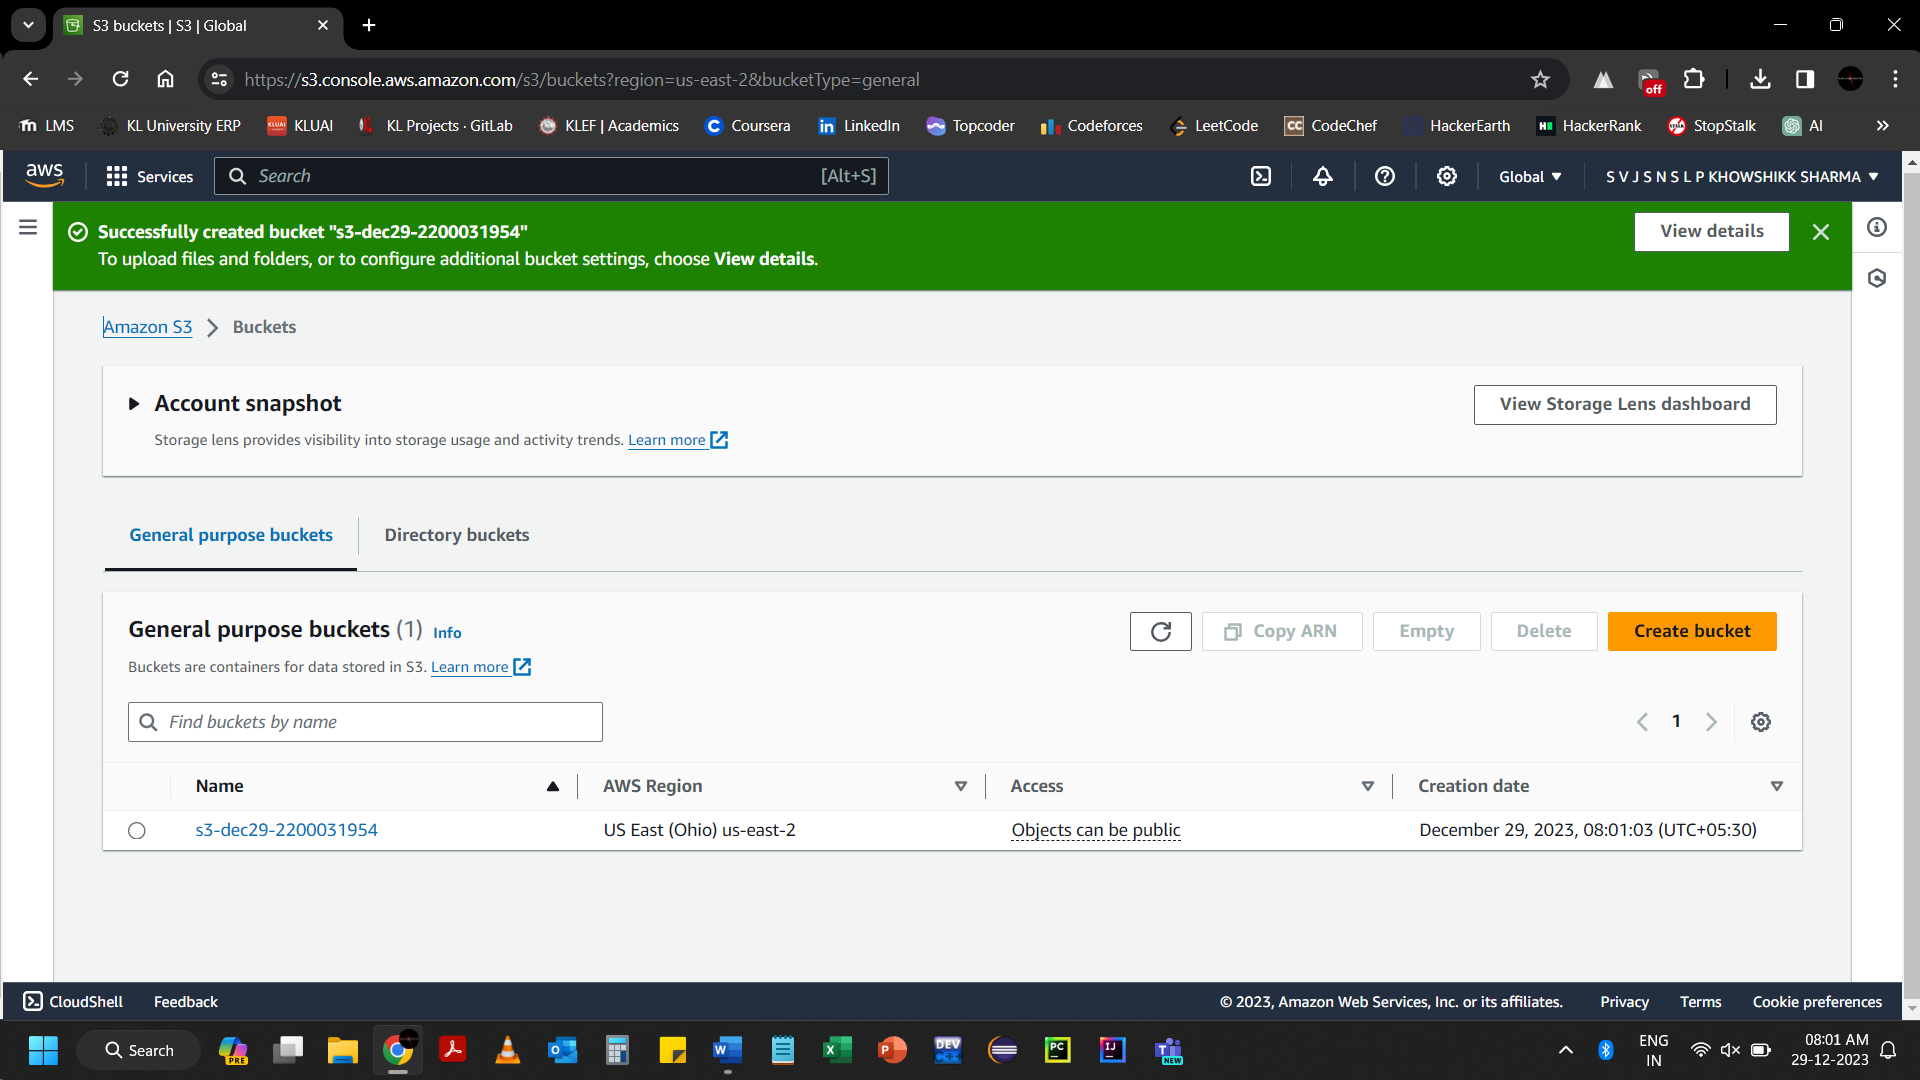 S3 buckets | S3 | Global
https://s3.console.aws.amazon.com/s3/buckets?region=us-east-2&bucketType=general
off
LMS
KL University ERP
KLUAI
KL Projects · GitLab
KLEF | Academics
Coursera
LinkedIn
Topcoder
Codeforces
LeetCode
CodeChef
HackerEarth
HackerRank
StopStalk
AI
aws
Services
Search
[Alt+S]
Global
S V J S N S L P KHOWSHIKK SHARMA
Successfully created bucket "s3-dec29-2200031954"
To upload files and folders, or to configure additional bucket settings, choose View details.
View details
Amazon S3
Buckets
Account snapshot
Storage lens provides visibility into storage usage and activity trends. Learn more
View Storage Lens dashboard
General purpose buckets
Directory buckets
General purpose buckets (1) Info
Buckets are containers for data stored in S3. Learn more
Copy ARN
Empty
Delete
Create bucket
Find buckets by name
1
Name
AWS Region
Access
Creation date
s3-dec29-2200031954
US East (Ohio) us-east-2
Objects can be public
December 29, 2023, 08:01:03 (UTC+05:30)
CloudShell
Feedback
© 2023, Amazon Web Services, Inc. or its affiliates.
Privacy
Terms
Cookie preferences
Search
PRE
DEV
C++
PC
IJ
NEW
ENG
IN
08:01 AM
29-12-2023